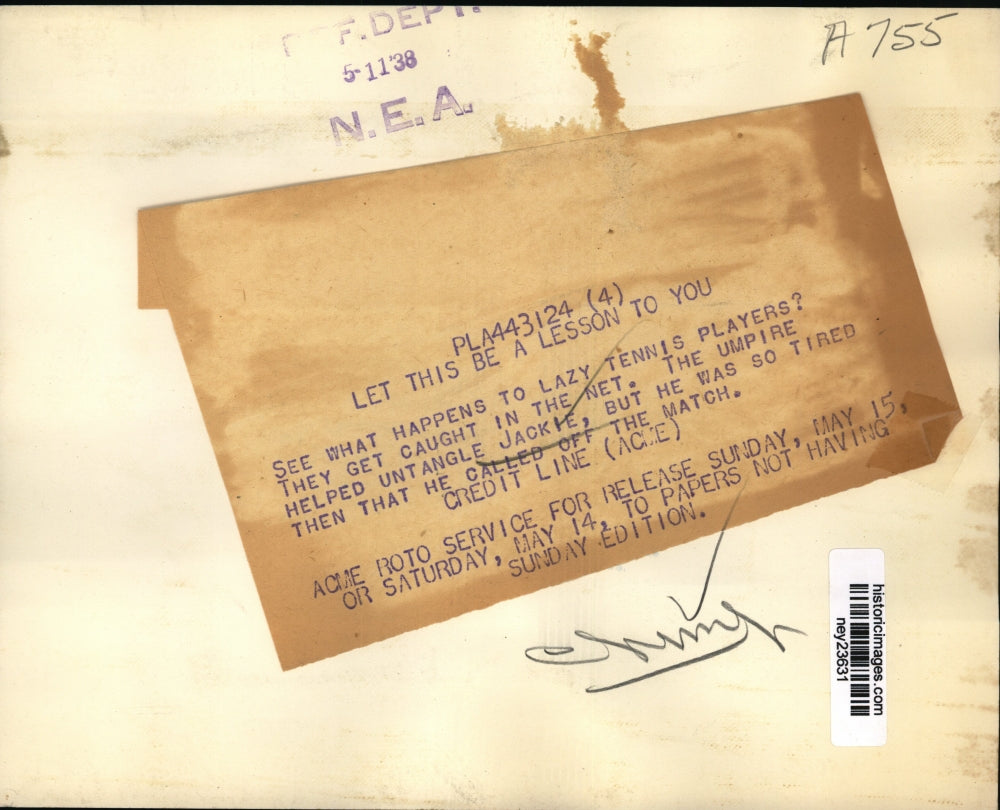 F. DEPT.
5-11'38
N.E.A.
A 755
PLA443124 (4)
LET THIS BE A LESSON TO YOU
SEE WHAT HAPPENS TO LAZY TENNIS PLAYERS?
THEY GET CAUGHT IN THE NET. THE UMPIRE
HELPED UNTANGLE JACKIE, BUT HE WAS SO TIRED
THEN THAT HE CALLED OFF THE MATCH.
CREDIT LINE (ACME)
ACME ROTO SERVICE FOR RELEASE SUNDAY, MAY 15,
OR SATURDAY, MAY 14, TO PAPERS NOT HAVING
SUNDAY EDITION.
historicimages.com
ney23631